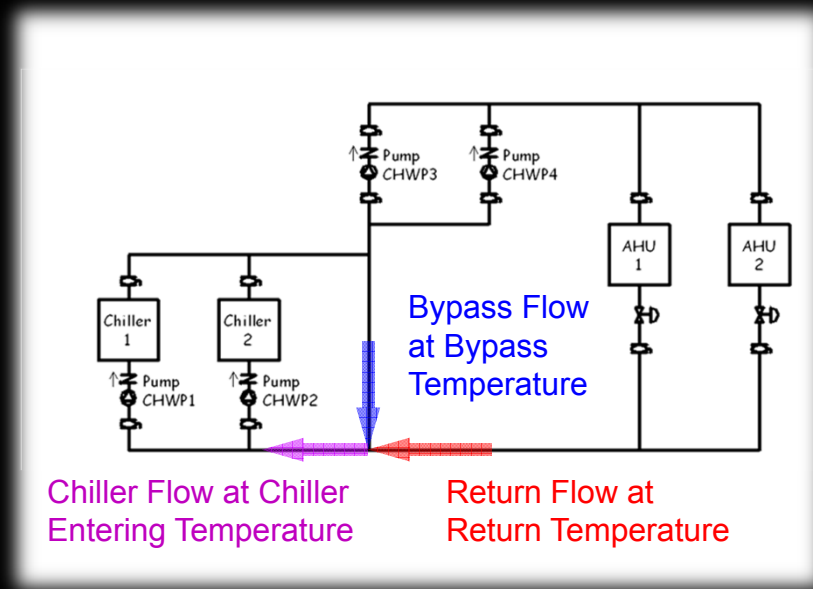 Pump
CHWP3
Pump
CHWP4
AHU
1
AHU
2
Chiller
1
Chiller
2
Bypass Flow
at Bypass
Temperature
Pump
CHWP1
Pump
CHWP2
Chiller Flow at Chiller
Entering Temperature
Return Flow at
Return Temperature